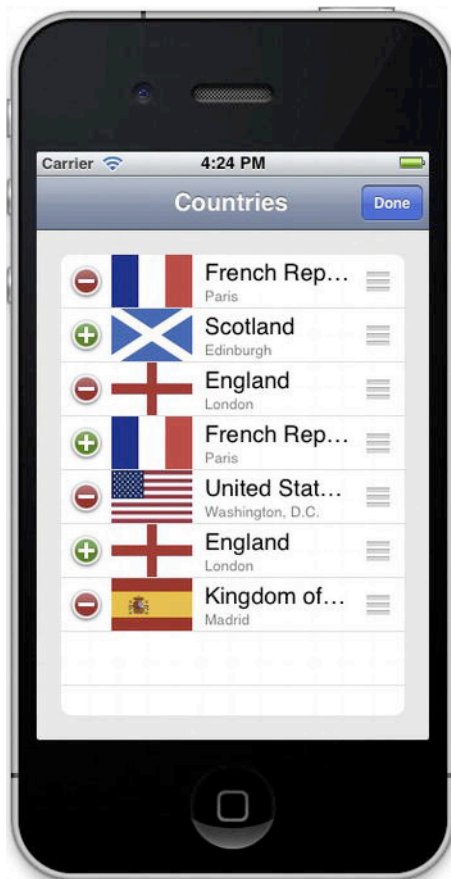 Carrier 4:24 PM
Countries Done
French Rep...
Paris
Scotland
Edinburgh
England
London
French Rep...
Paris
United Stat...
Washington, D.C.
England
London
Kingdom of...
Madrid